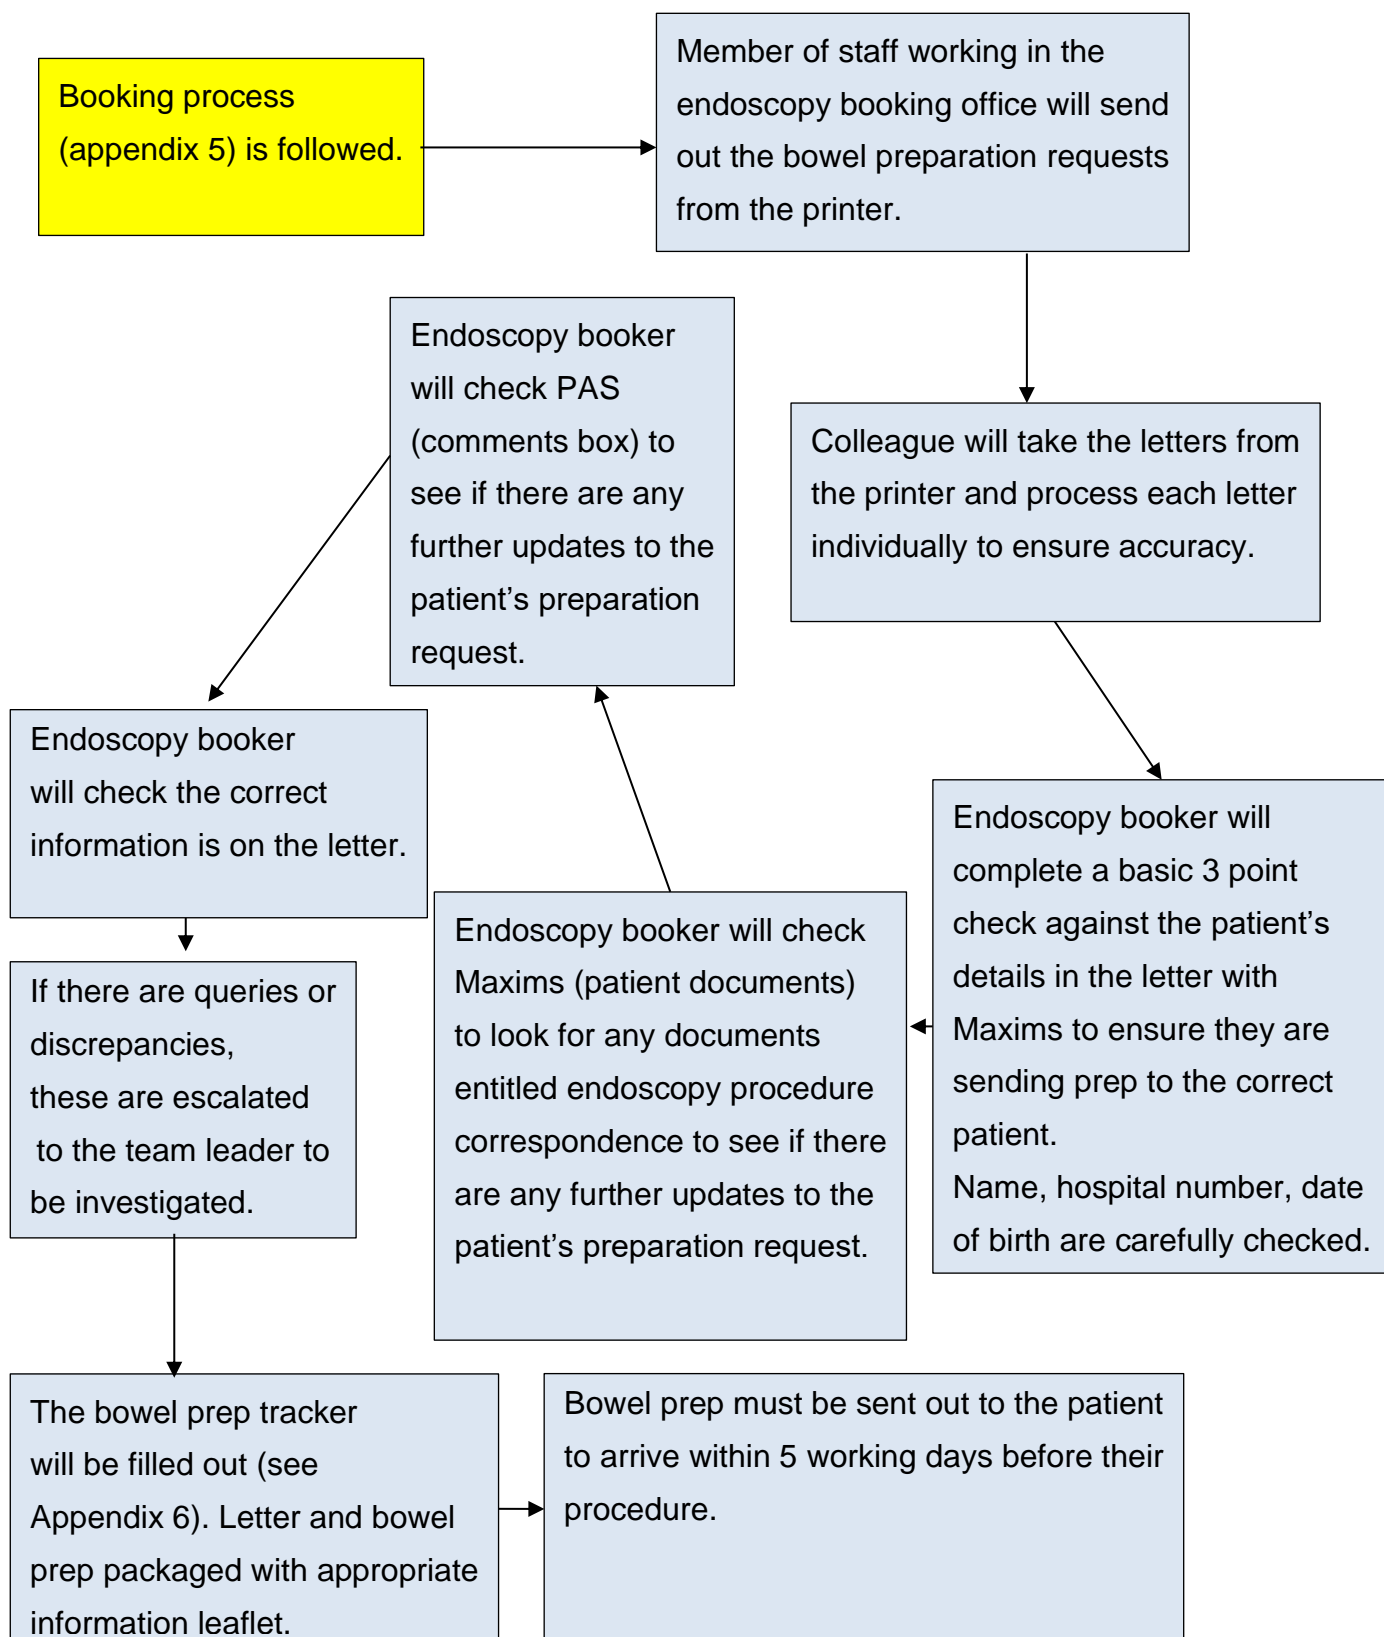 Booking process
(appendix 5) is followed.
Member of staff working in the
endoscopy booking office will send
out the bowel preparation requests
from the printer.
Colleague will take the letters from
the printer and process each letter
individually to ensure accuracy.
Endoscopy booker will
complete a basic 3 point
check against the patient’s
details in the letter with
Maxims to ensure they are
sending prep to the correct
patient.
Name, hospital number, date
of birth are carefully checked.
Endoscopy booker will check
Maxims (patient documents)
to look for any documents
entitled endoscopy procedure
correspondence to see if there
are any further updates to the
patient’s preparation request.
Endoscopy booker
will check PAS
(comments box) to
see if there are any
further updates to the
patient’s preparation
request.
Endoscopy booker
will check the correct
information is on the letter.
If there are queries or
discrepancies,
these are escalated
to the team leader to
be investigated.
The bowel prep tracker
will be filled out (see
Appendix 6). Letter and bowel
prep packaged with appropriate
information leaflet.
Bowel prep must be sent out to the patient
to arrive within 5 working days before their
procedure.